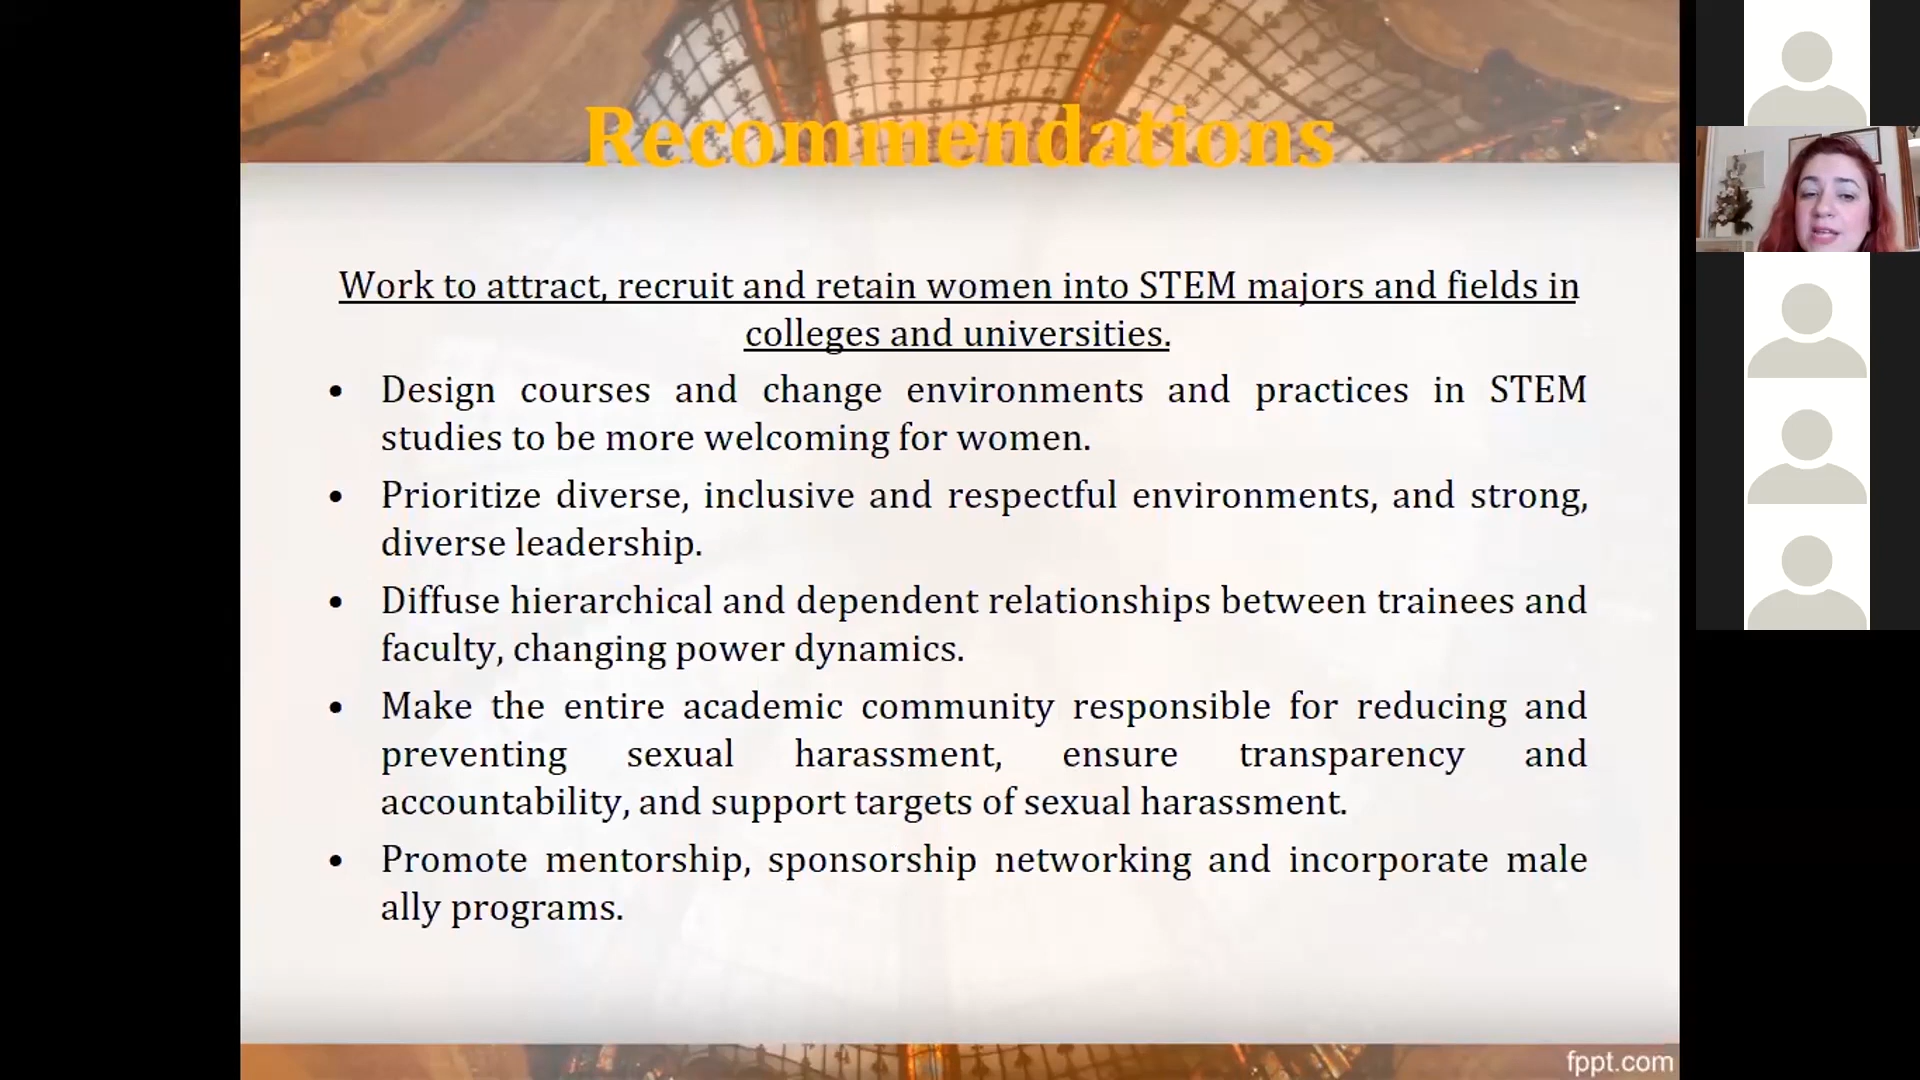 Recommendations
Work to attract, recruit and retain women into STEM majors and fields in
colleges and universities.
• Design courses and change environments and practices in STEM
studies to be more welcoming for women.
• Prioritize diverse, inclusive and respectful environments, and strong,
diverse leadership.
• Diffuse hierarchical and dependent relationships between trainees and
faculty, changing power dynamics.
• Make the entire academic community responsible for reducing and
preventing sexual harassment, ensure transparency and
accountability, and support targets of sexual harassment.
• Promote mentorship, sponsorship networking and incorporate male
ally programs.
fppt.com